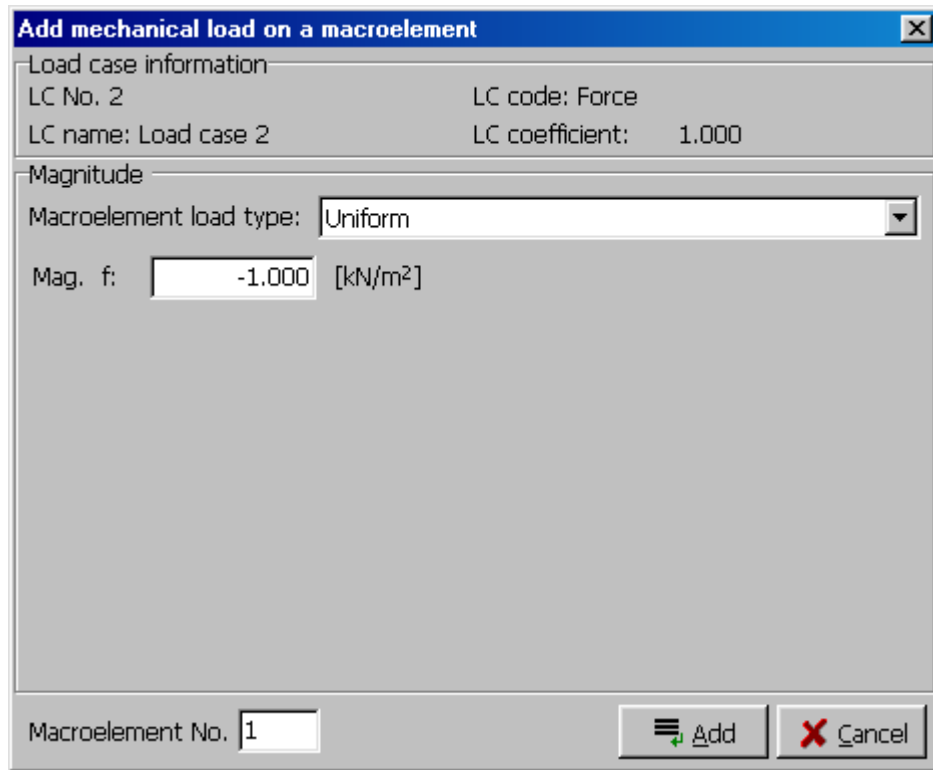 Add mechanical load on a macroelement
Load case information
LC No. 2 LC code: Force
LC name: Load case 2 LC coefficient: 1.000
Magnitude
Macroelement load type: Uniform
Mag. f: -1.000 [kN/m²]
Macroelement No. 1 Add Cancel